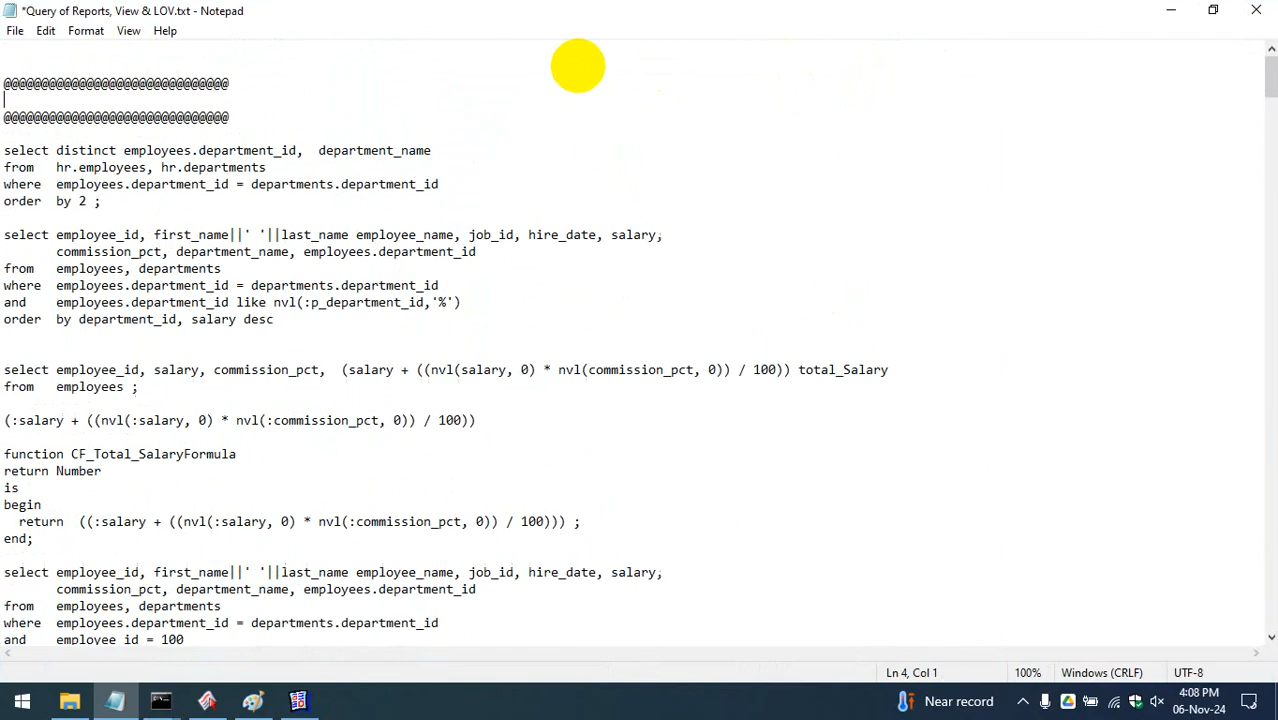 *Query of Reports, View & LOV.txt - Notepad
File Edit Format View Help
@@@@@@@@@@@@@@@@@@@@@@@@@@@@@@
@@@@@@@@@@@@@@@@@@@@@@@@@@@@@@
select distinct employees.department_id,  department_name
from   hr.employees, hr.departments
where  employees.department_id = departments.department_id
order  by 2 ;
select employee_id, first_name||' '||last_name employee_name, job_id, hire_date, salary,
       commission_pct, department_name, employees.department_id
from   employees, departments
where  employees.department_id = departments.department_id
and    employees.department_id like nvl(:p_department_id,'%')
order  by department_id, salary desc
select employee_id, salary, commission_pct,  (salary + ((nvl(salary, 0) * nvl(commission_pct, 0)) / 100)) total_Salary
from   employees ;
(:salary + ((nvl(:salary, 0) * nvl(:commission_pct, 0)) / 100))
function CF_Total_SalaryFormula
return Number
is
begin
  return  ((:salary + ((nvl(:salary, 0) * nvl(:commission_pct, 0)) / 100))) ;
end;
select employee_id, first_name||' '||last_name employee_name, job_id, hire_date, salary,
       commission_pct, department_name, employees.department_id
from   employees, departments
where  employees.department_id = departments.department_id
and    employee_id = 100
Ln 4, Col 1 100% Windows (CRLF) UTF-8
Near record 4:08 PM
06-Nov-24